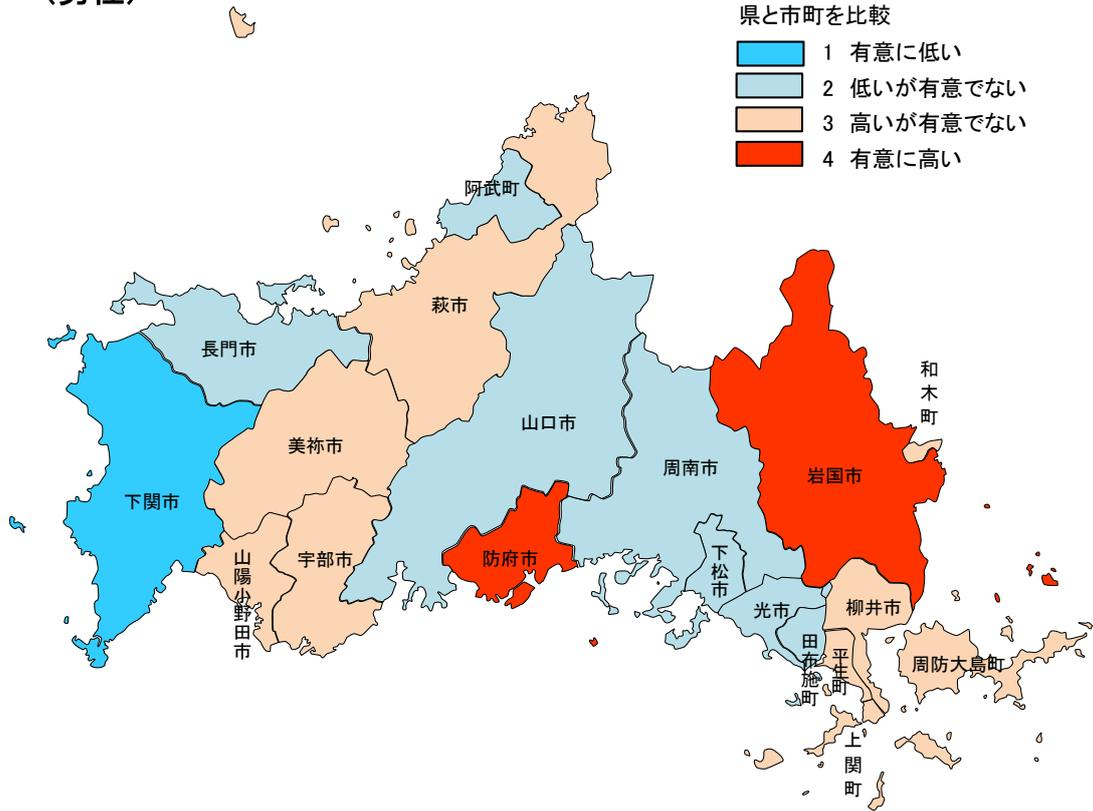 県と市町を比較
1 有意に低い
2 低いが有意でない
3 高いが有意でない
4 有意に高い
阿武町
萩市
長門市
和木町
山口市
美祢市
周南市
岩国市
下関市
防府市
宇部市
山陽小野田市
下松市
光市
柳井市
田布施町
平生町
周防大島町
上関町